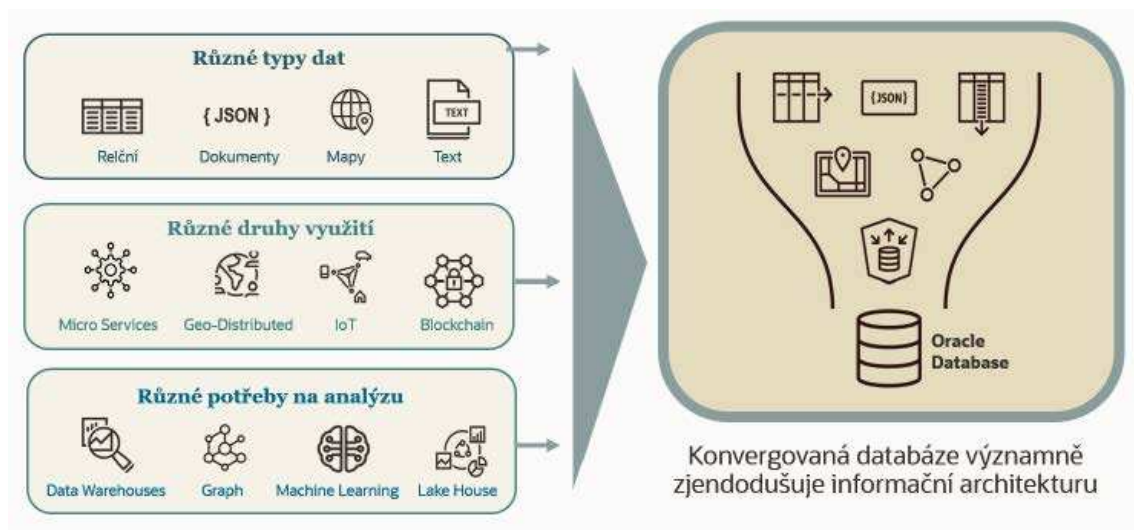 Různé typy dat
{ JSON }
TEXT
Relční Dokumenty Mapy Text
Různé druhy využití
Micro Services Geo-Distributed IoT Blockchain
Různé potřeby na analýzu
Data Warehouses Graph Machine Learning Lake House
{JSON}
Oracle
Database
Konvergovaná databáze významně
zjendodušuje informační architekturu